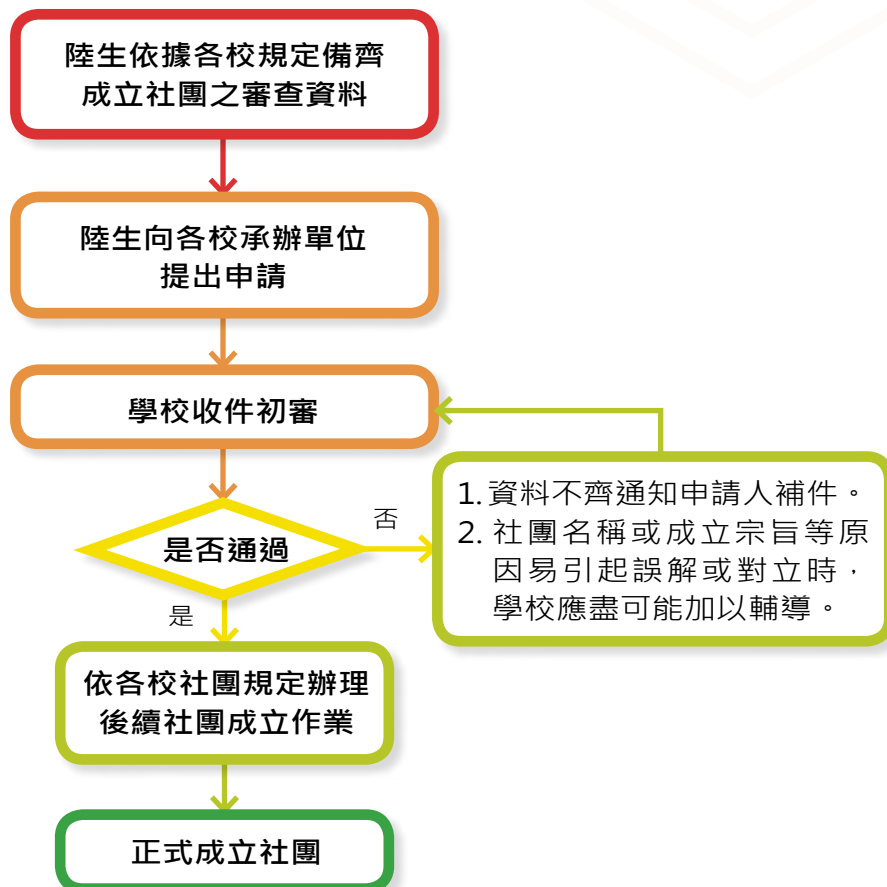 陸生依據各校規定備齊
成立社團之審查資料
陸生向各校承辦單位
提出申請
學校收件初審
是否通過
否
1. 資料不齊通知申請人補件。
2. 社團名稱或成立宗旨等原
因易引起誤解或對立時，
學校應盡可能加以輔導。
是
依各校社團規定辦理
後續社團成立作業
正式成立社團